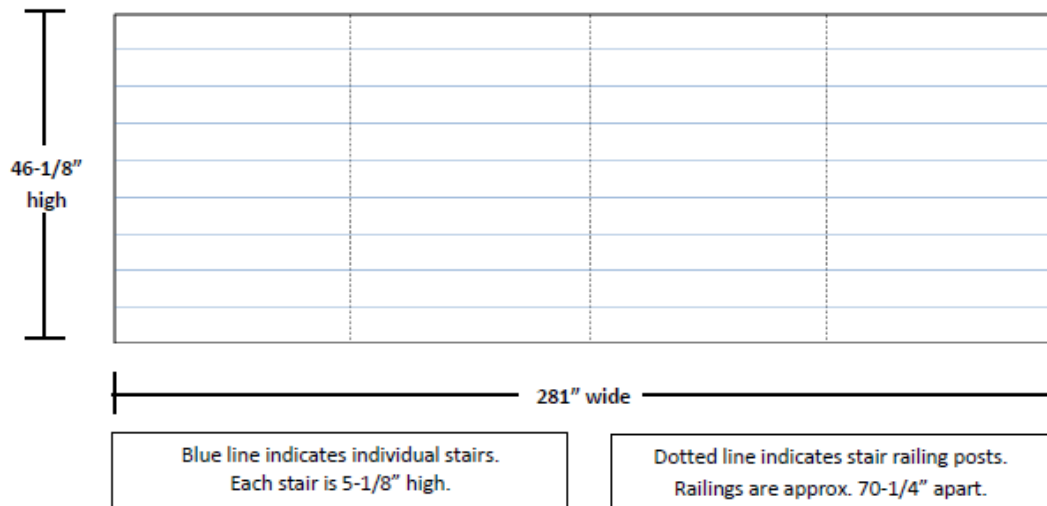 46-1/8”
high
281” wide
Blue line indicates individual stairs.
Each stair is 5-1/8” high.
Dotted line indicates stair railing posts.
Railings are approx. 70-1/4” apart.